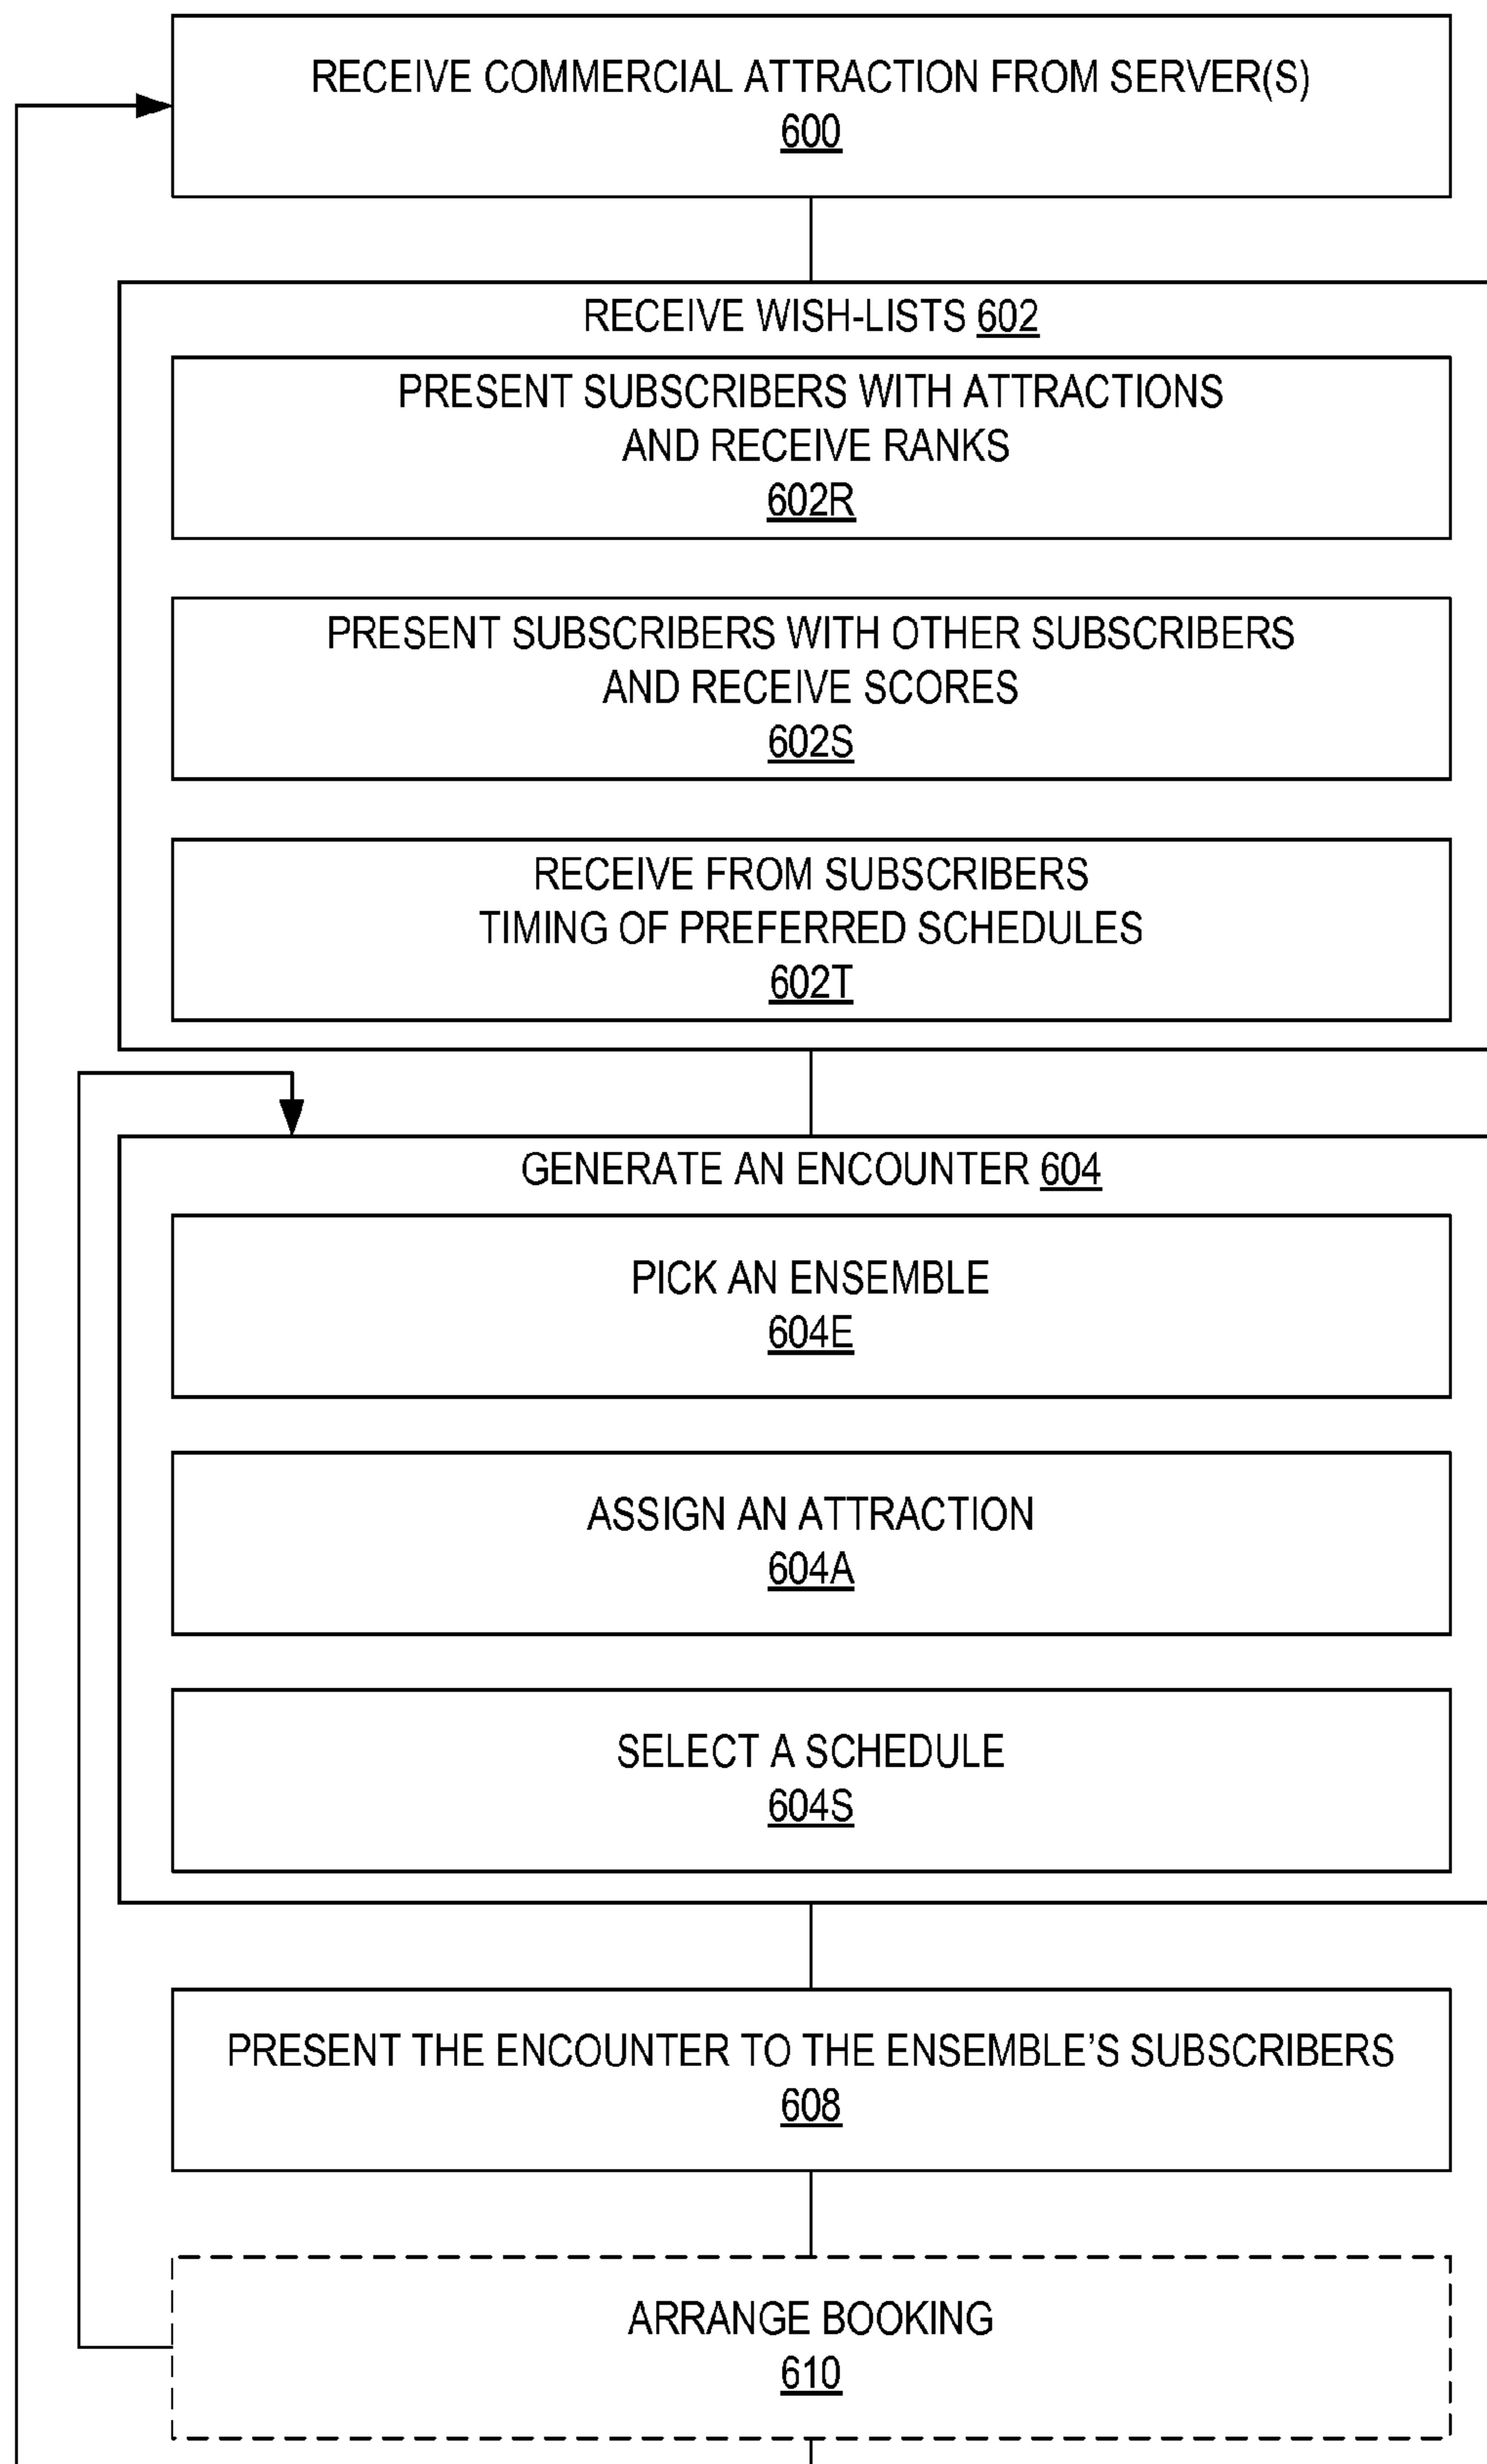 RECEIVE COMMERCIAL ATTRACTION FROM SERVER(S)
600
RECEIVE WISH-LISTS 602
PRESENT SUBSCRIBERS WITH ATTRACTIONS
AND RECEIVE RANKS
602R
PRESENT SUBSCRIBERS WITH OTHER SUBSCRIBERS
AND RECEIVE SCORES
602S
RECEIVE FROM SUBSCRIBERS
TIMING OF PREFERRED SCHEDULES
602T
GENERATE AN ENCOUNTER 604
PICK AN ENSEMBLE
604E
ASSIGN AN ATTRACTION
604A
SELECT A SCHEDULE
604S
PRESENT THE ENCOUNTER TO THE ENSEMBLE'S SUBSCRIBERS
608
ARRANGE BOOKING
610